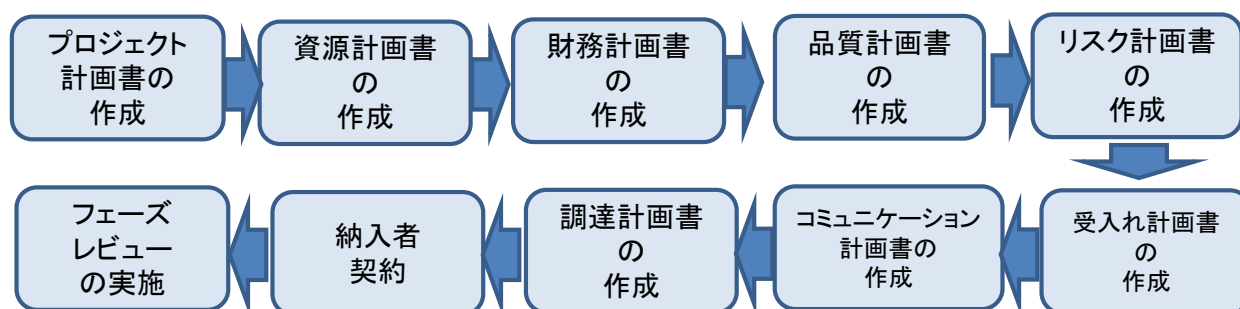 プロジェクト
計画書の
作成
資源計画書
の
作成
財務計画書
の
作成
品質計画書
の
作成
リスク計画書
の
作成
受入れ計画書
の
作成
コミュニケーション
計画書の
作成
調達計画書
の
作成
納入者
契約
フェーズ
レビュー
の実施